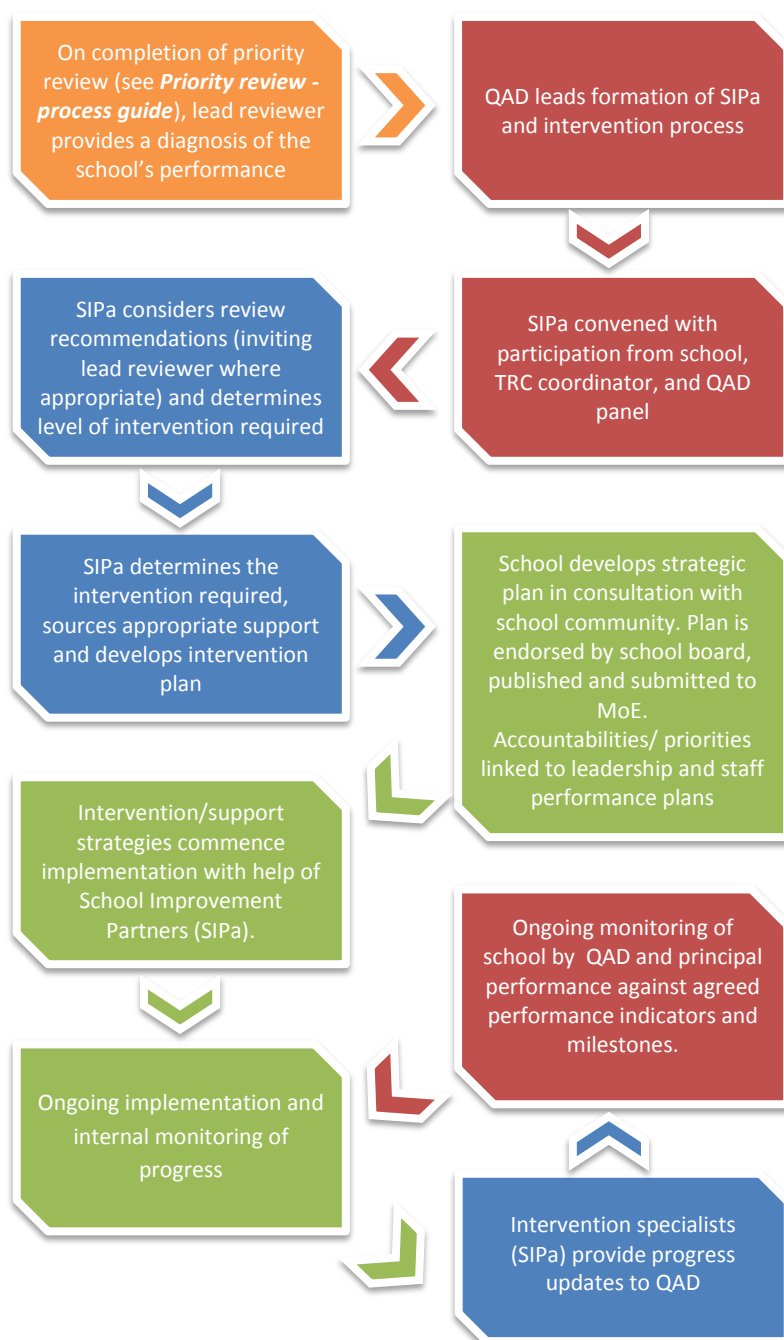 On completion of priority
review (see Priority review -
process guide), lead reviewer
provides a diagnosis of the
school's performance
QAD leads formation of SIPa
and intervention process
SIPa convened with
participation from school,
TRC coordinator, and QAD
panel
SIPa considers review
recommendations (inviting
lead reviewer where
appropriate) and determines
level of intervention required
SIPa determines the
intervention required,
sources appropriate support
and develops intervention
plan
School develops strategic
plan in consultation with
school community. Plan is
endorsed by school board,
published and submitted to
MoE.
Accountabilities/ priorities
linked to leadership and staff
performance plans
Intervention/support
strategies commence
implementation with help of
School Improvement
Partners (SIPa).
Ongoing implementation and
internal monitoring of
progress
Intervention specialists
(SIPa) provide progress
updates to QAD
Ongoing monitoring of
school by  QAD and principal
performance against agreed
performance indicators and
milestones.